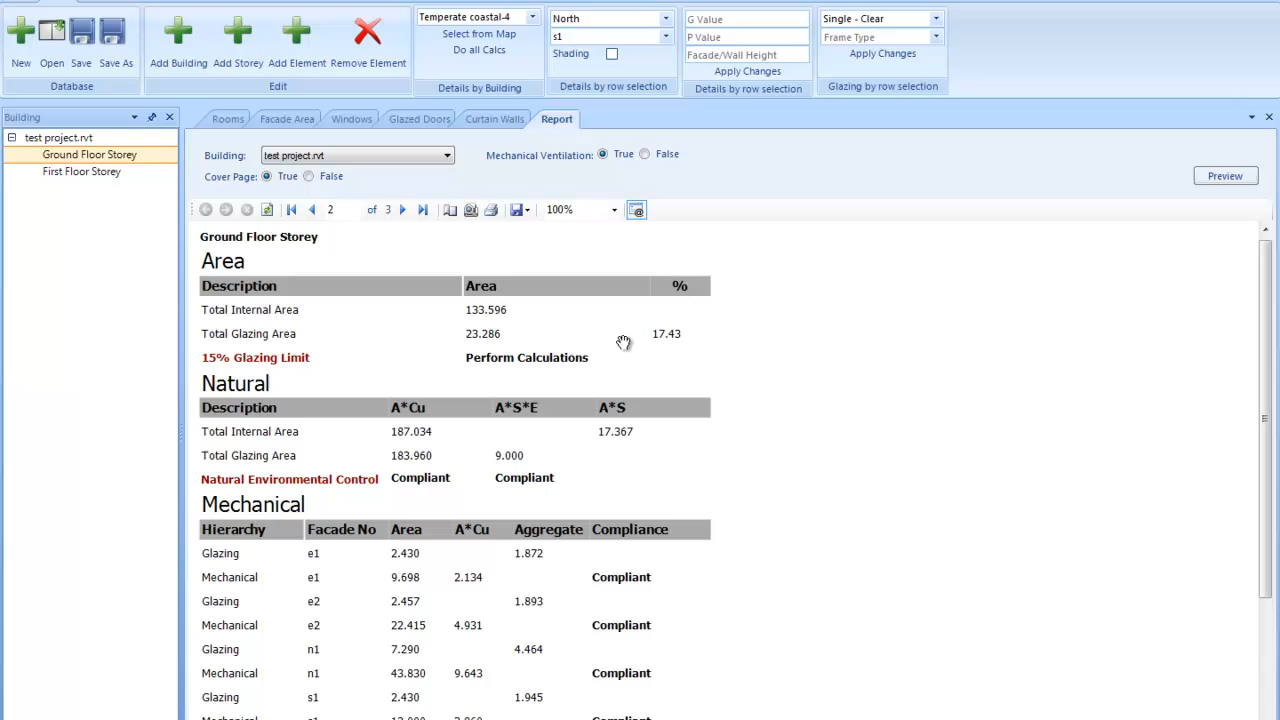 New Open Save Save As
Database
Add Building Add Storey Add Element Remove Element
Edit
Temperate coastal-4
Select from Map
Do all Calcs
Details by Building
North
s1
Shading
Details by row selection
G Value
P Value
Facade/Wall Height
Apply Changes
Details by row selection
Single - Clear
Frame Type
Apply Changes
Glazing by row selection
Building
test project.rvt
Ground Floor Storey
First Floor Storey
Rooms Facade Area Windows Glazed Doors Curtain Walls Report
Building: test project.rvt Mechanical Ventilation: True False
Cover Page: True False
Preview
2 of 3 100%
Ground Floor Storey
Area
Description Area %
Total Internal Area 133.596
Total Glazing Area 23.286 17.43
15% Glazing Limit Perform Calculations
Natural
Description A*Cu A*S*E A*S
Total Internal Area 187.034 17.367
Total Glazing Area 183.960 9.000
Natural Environmental Control Compliant Compliant
Mechanical
Hierarchy Facade No Area A*Cu Aggregate Compliance
Glazing e1 2.430 1.872
Mechanical e1 9.698 2.134 Compliant
Glazing e2 2.457 1.893
Mechanical e2 22.415 4.931 Compliant
Glazing n1 7.290 4.464
Mechanical n1 43.830 9.643 Compliant
Glazing s1 2.430 1.945